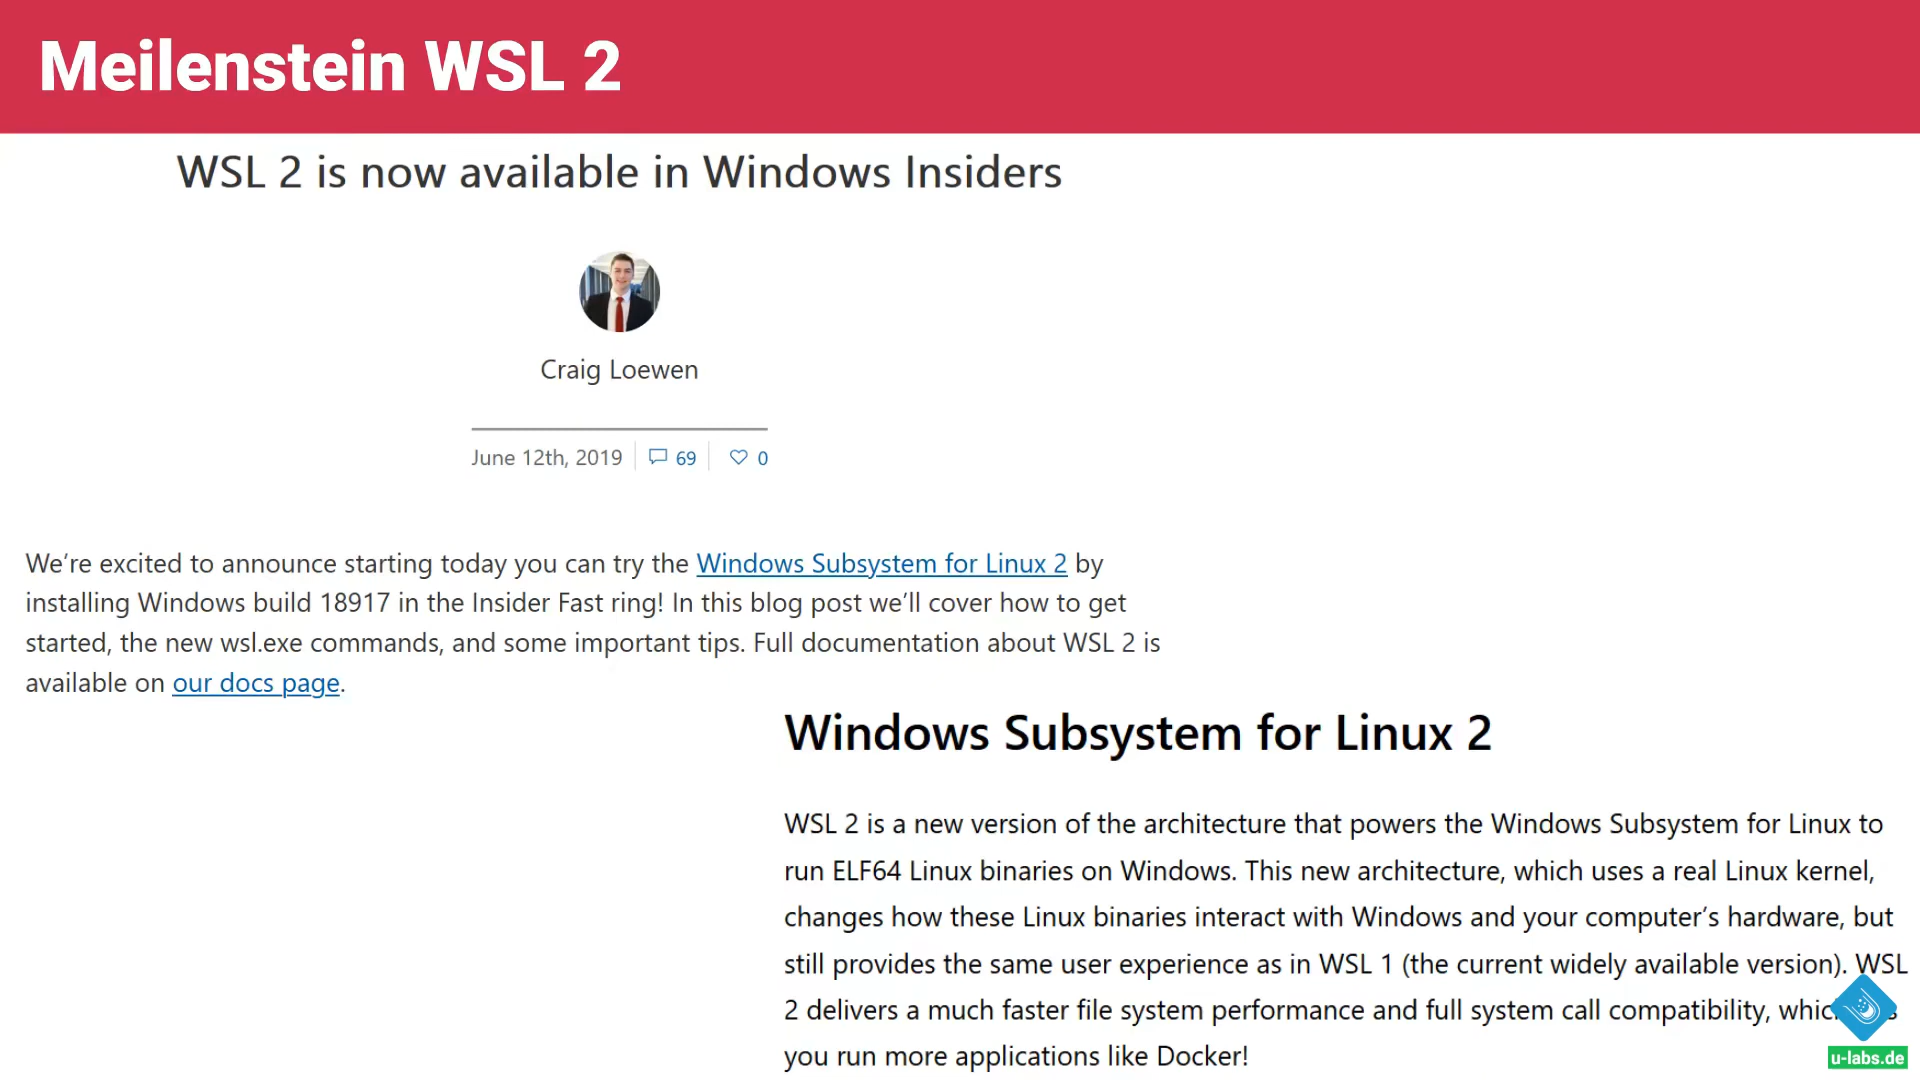 Meilenstein WSL 2
WSL 2 is now available in Windows Insiders
Craig Loewen
June 12th, 2019 69 0
We’re excited to announce starting today you can try the Windows Subsystem for Linux 2 by
installing Windows build 18917 in the Insider Fast ring! In this blog post we’ll cover how to get
started, the new wsl.exe commands, and some important tips. Full documentation about WSL 2 is
available on our docs page.
Windows Subsystem for Linux 2
WSL 2 is a new version of the architecture that powers the Windows Subsystem for Linux to
run ELF64 Linux binaries on Windows. This new architecture, which uses a real Linux kernel,
changes how these Linux binaries interact with Windows and your computer’s hardware, but
still provides the same user experience as in WSL 1 (the current widely available version). WSL
2 delivers a much faster file system performance and full system call compatibility,
you run more applications like Docker!
u-labs.de